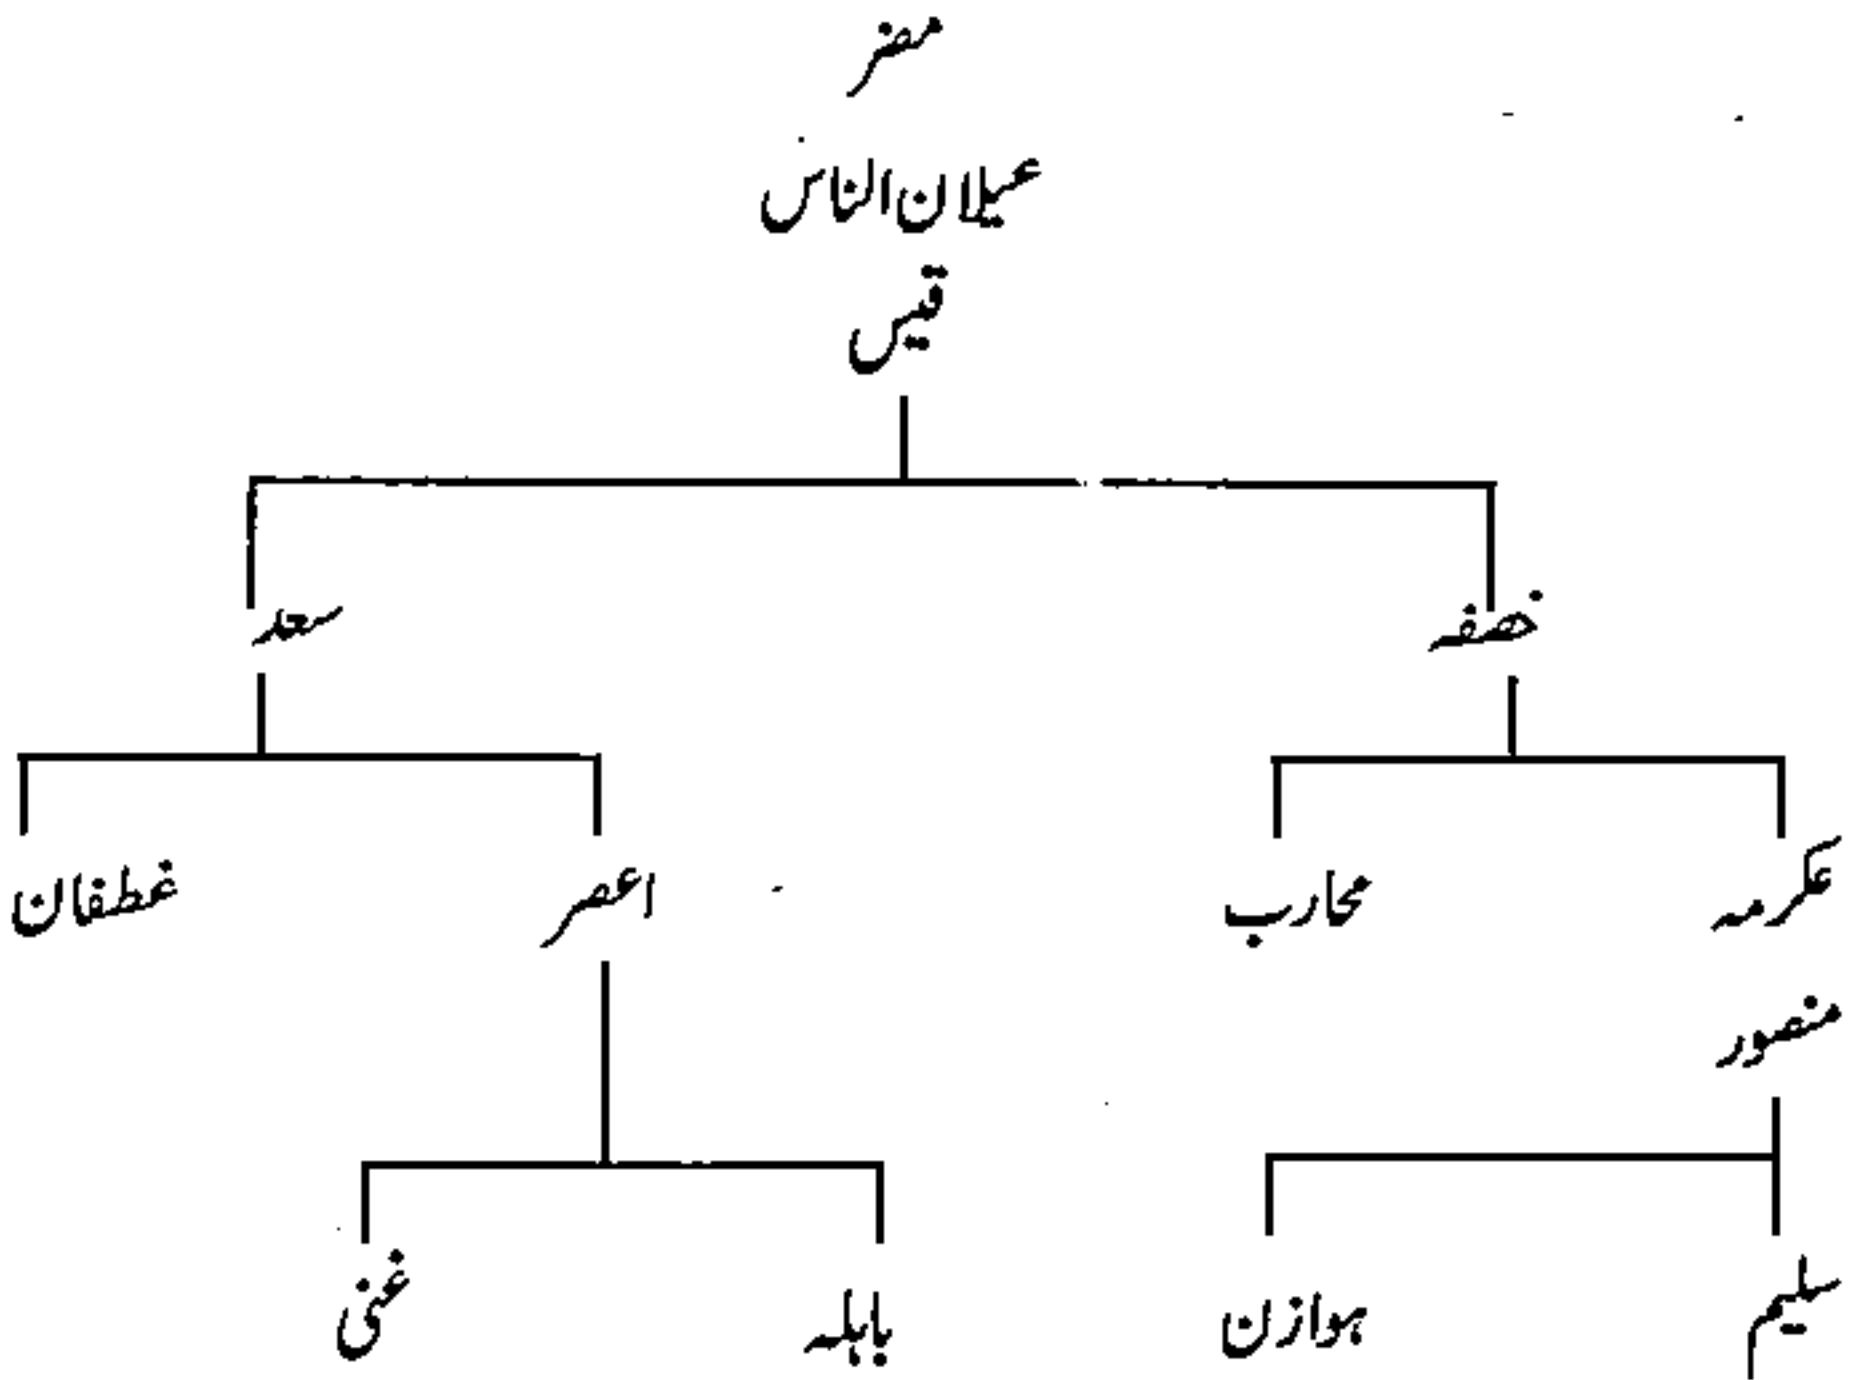 مضر
عیلان الناس
قیس
خصفہ
سعد
عکرمہ
محارب
اعصر
غطفان
منصور
سلیم
ہوازن
باہلہ
غنی